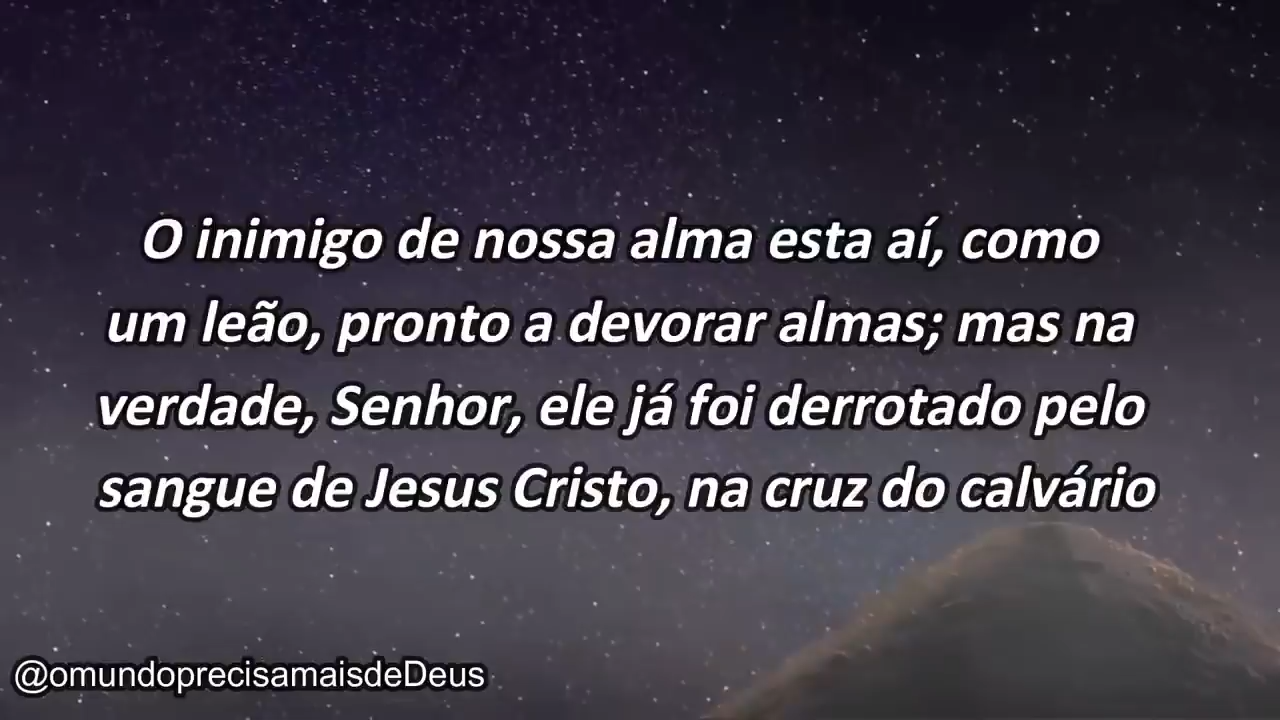 O inimigo de nossa alma esta aí, como
um leão, pronto a devorar almas; mas na
verdade, Senhor, ele já foi derrotado pelo
sangue de Jesus Cristo, na cruz do calvário
@omundoprecisamaisdeDeus